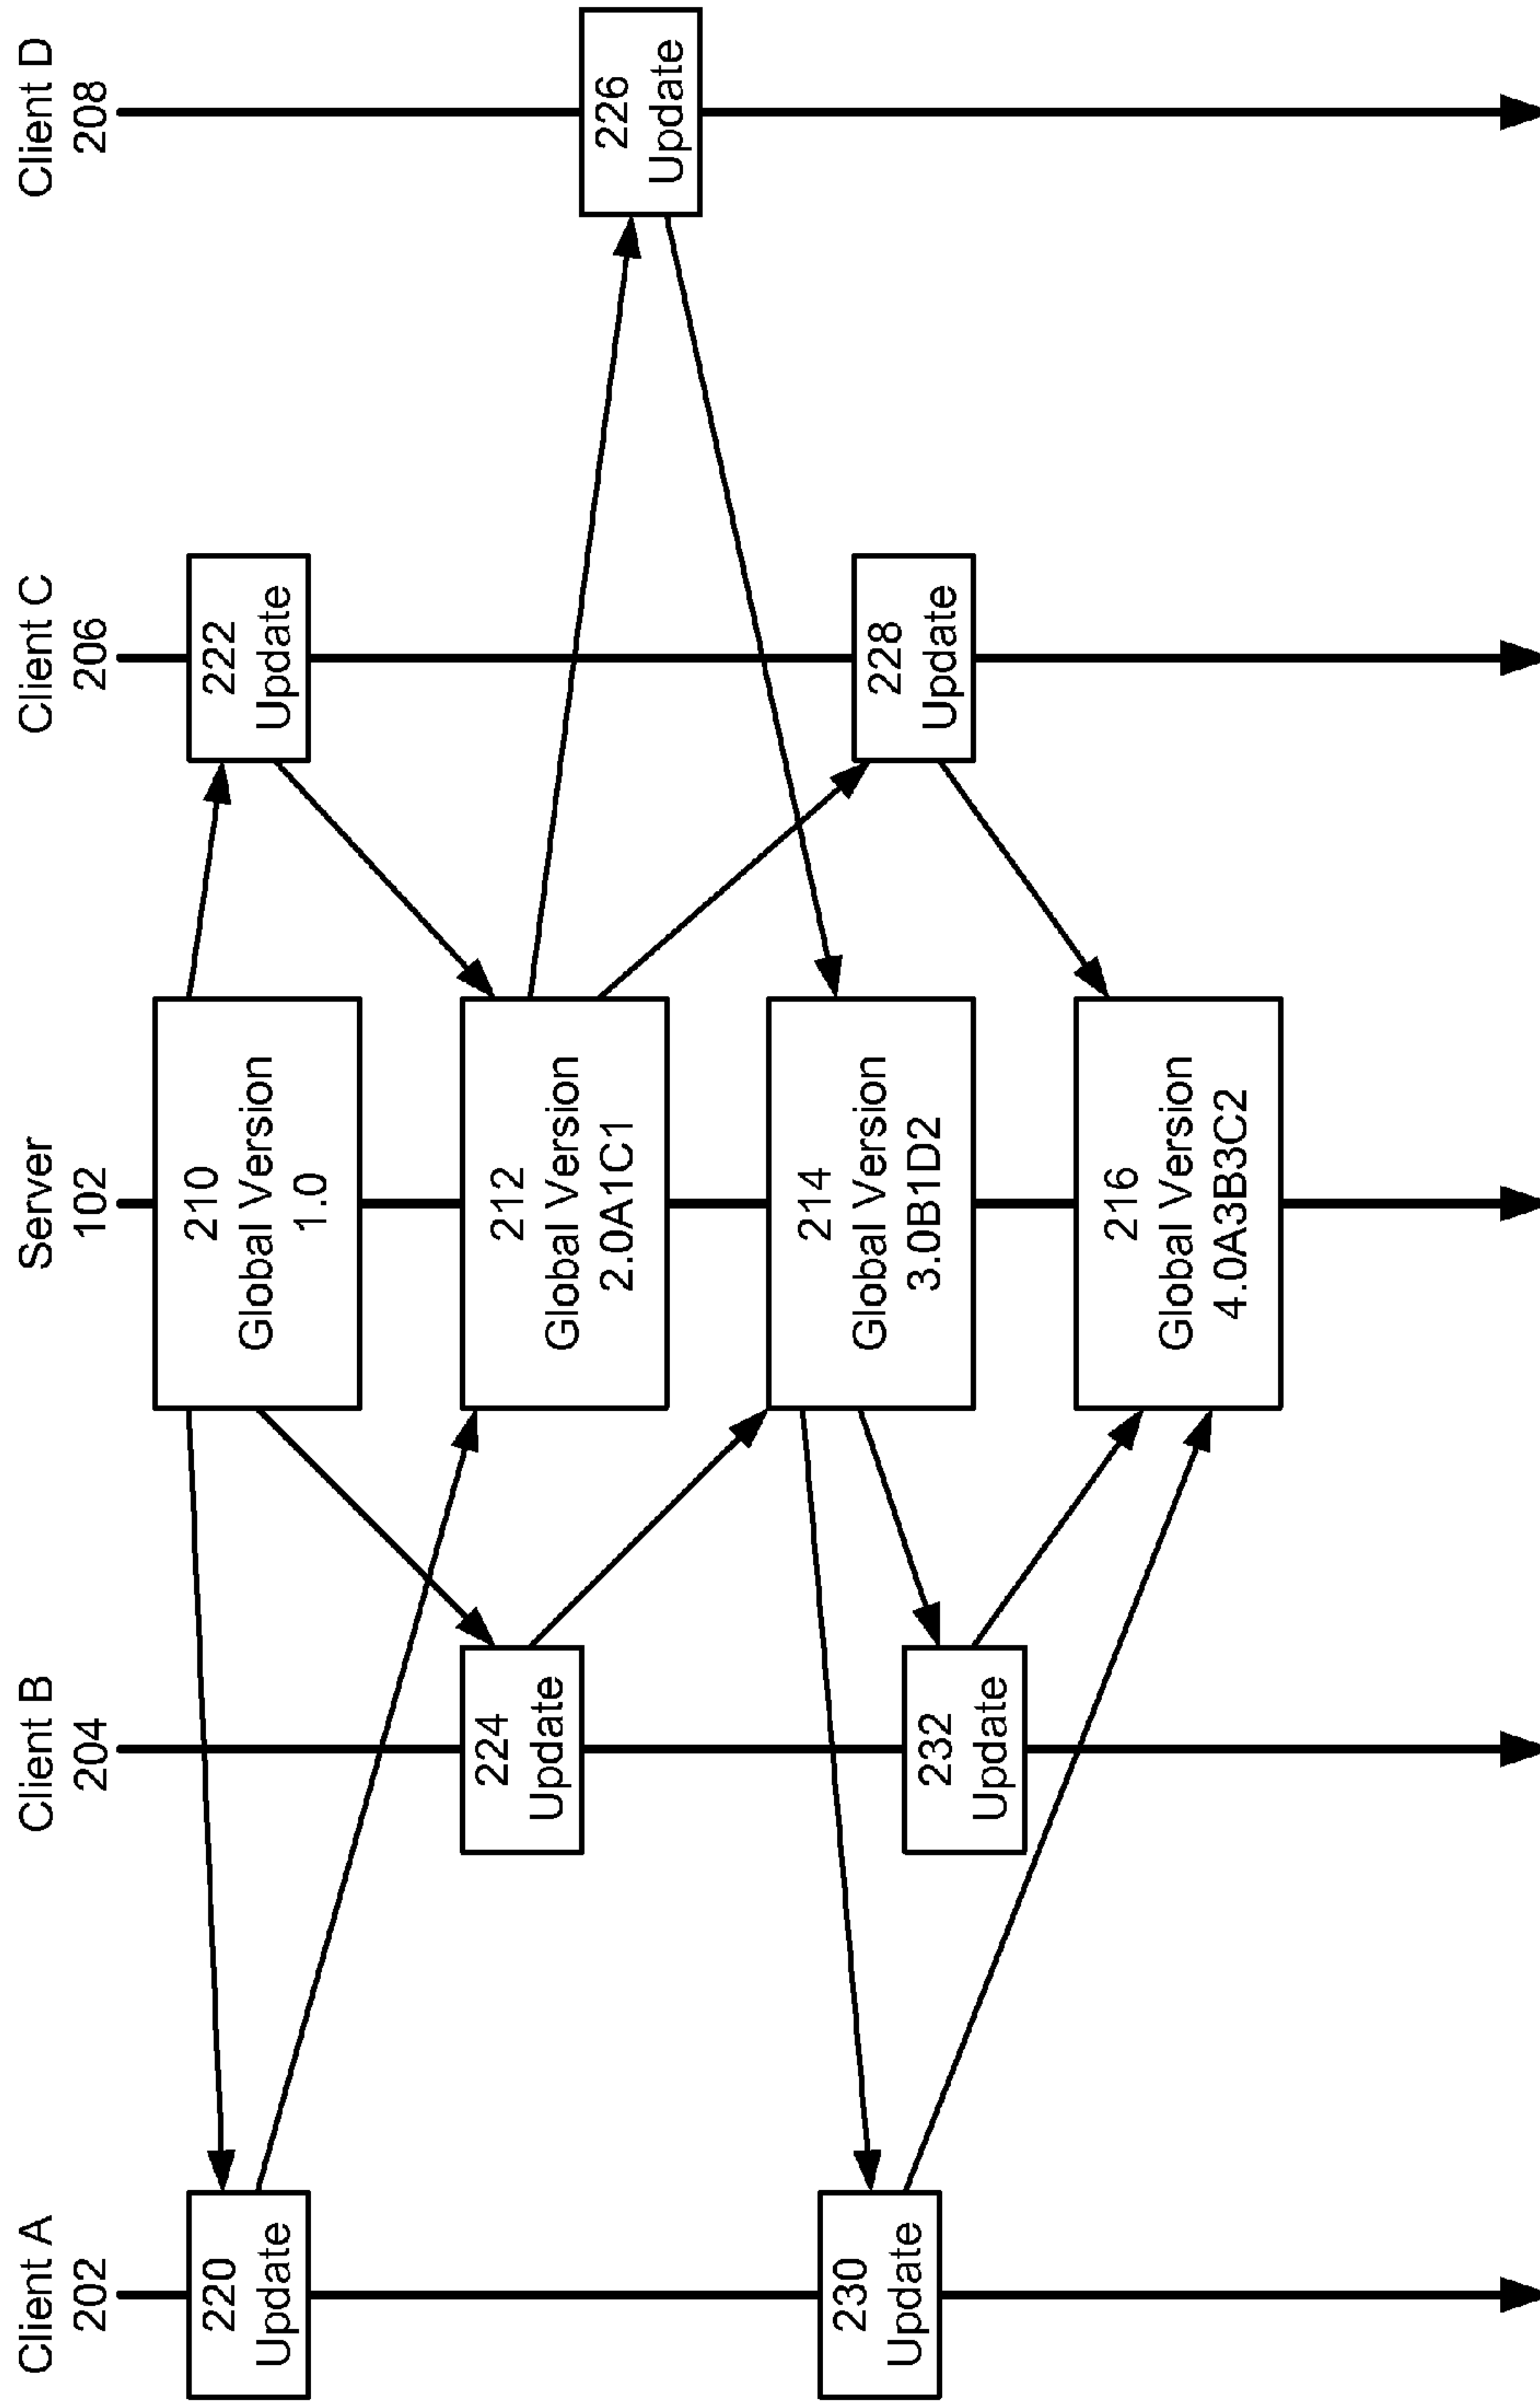 Client A
202
Client B
204
Server
102
Client C
206
Client D
208
220
Update
210
Global Version
1.0
222
Update
224
Update
212
Global Version
2.0A1C1
226
Update
230
Update
232
Update
214
Global Version
3.0B1D2
228
Update
216
Global Version
4.0A3B3C2